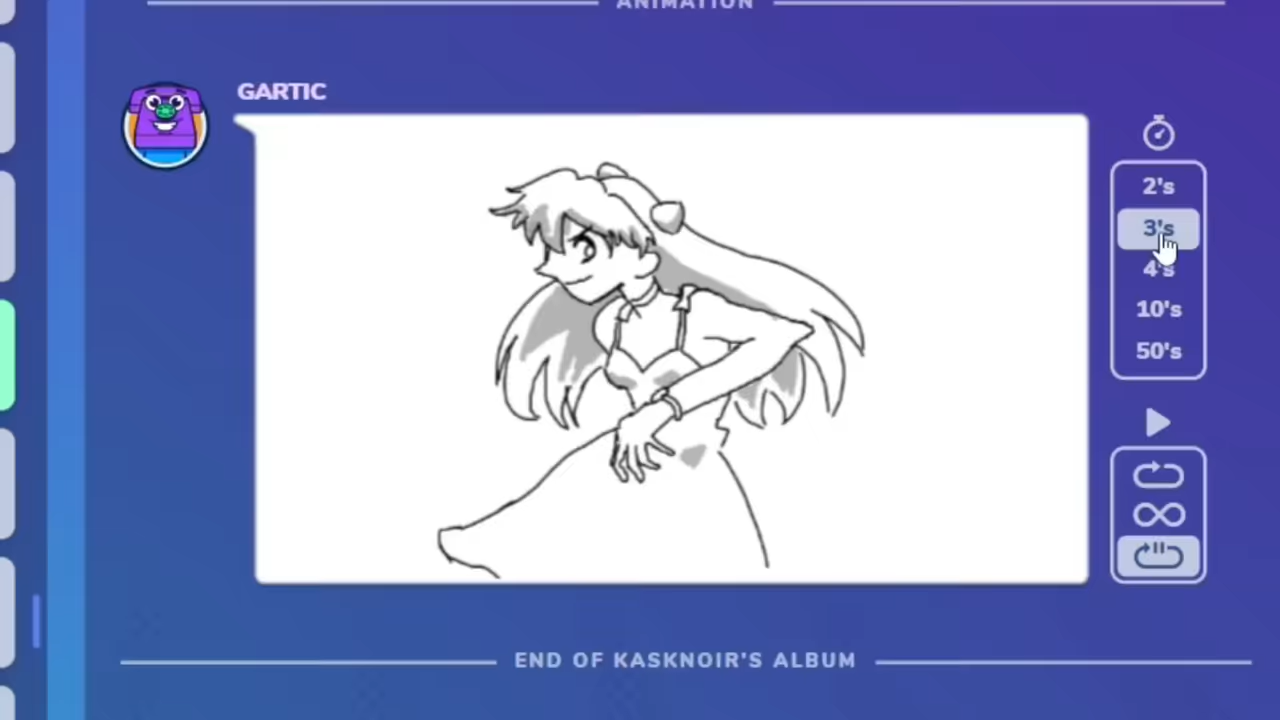 ANIMATION
GARTIC
2's
3's
4's
10's
50's
END OF KASKNOIR'S ALBUM